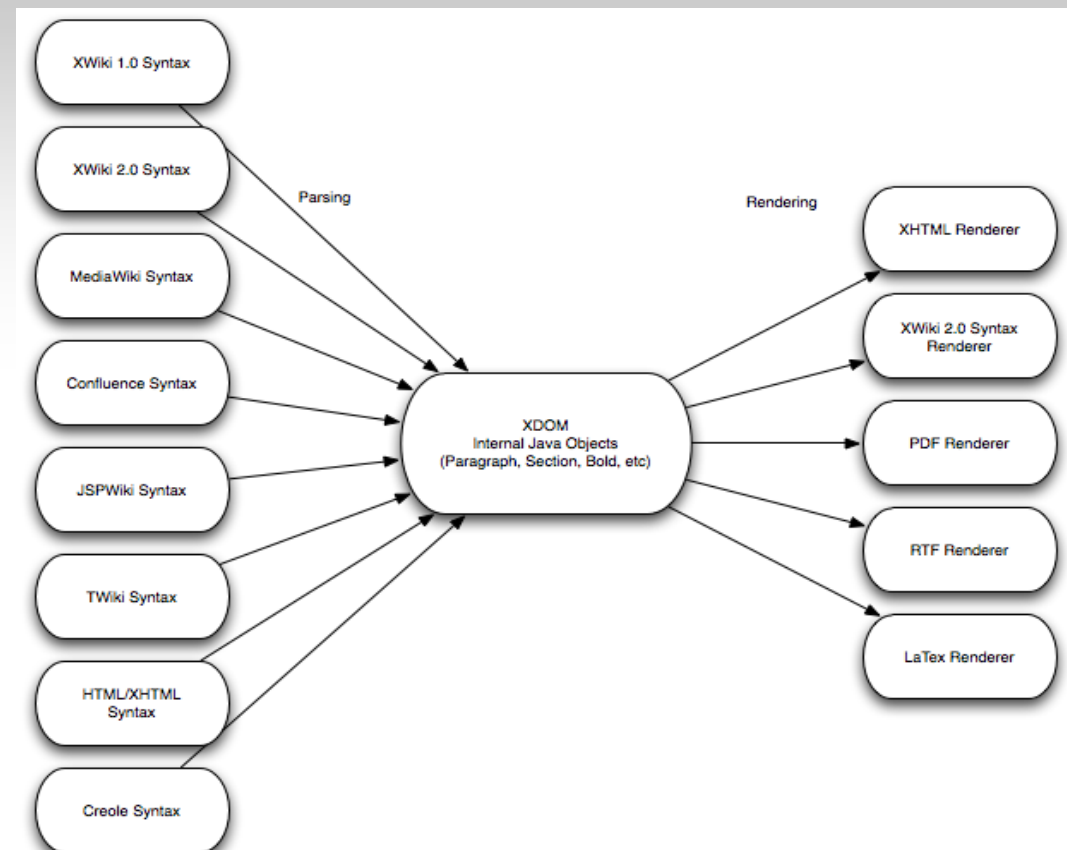 XWiki 1.0 Syntax
XWiki 2.0 Syntax
MediaWiki Syntax
Confluence Syntax
JSPWiki Syntax
TWiki Syntax
HTML/XHTML
Syntax
Creole Syntax
Parsing
XDOM
Internal Java Objects
(Paragraph, Section, Bold, etc)
Rendering
XHTML Renderer
XWiki 2.0 Syntax
Renderer
PDF Renderer
RTF Renderer
LaTex Renderer